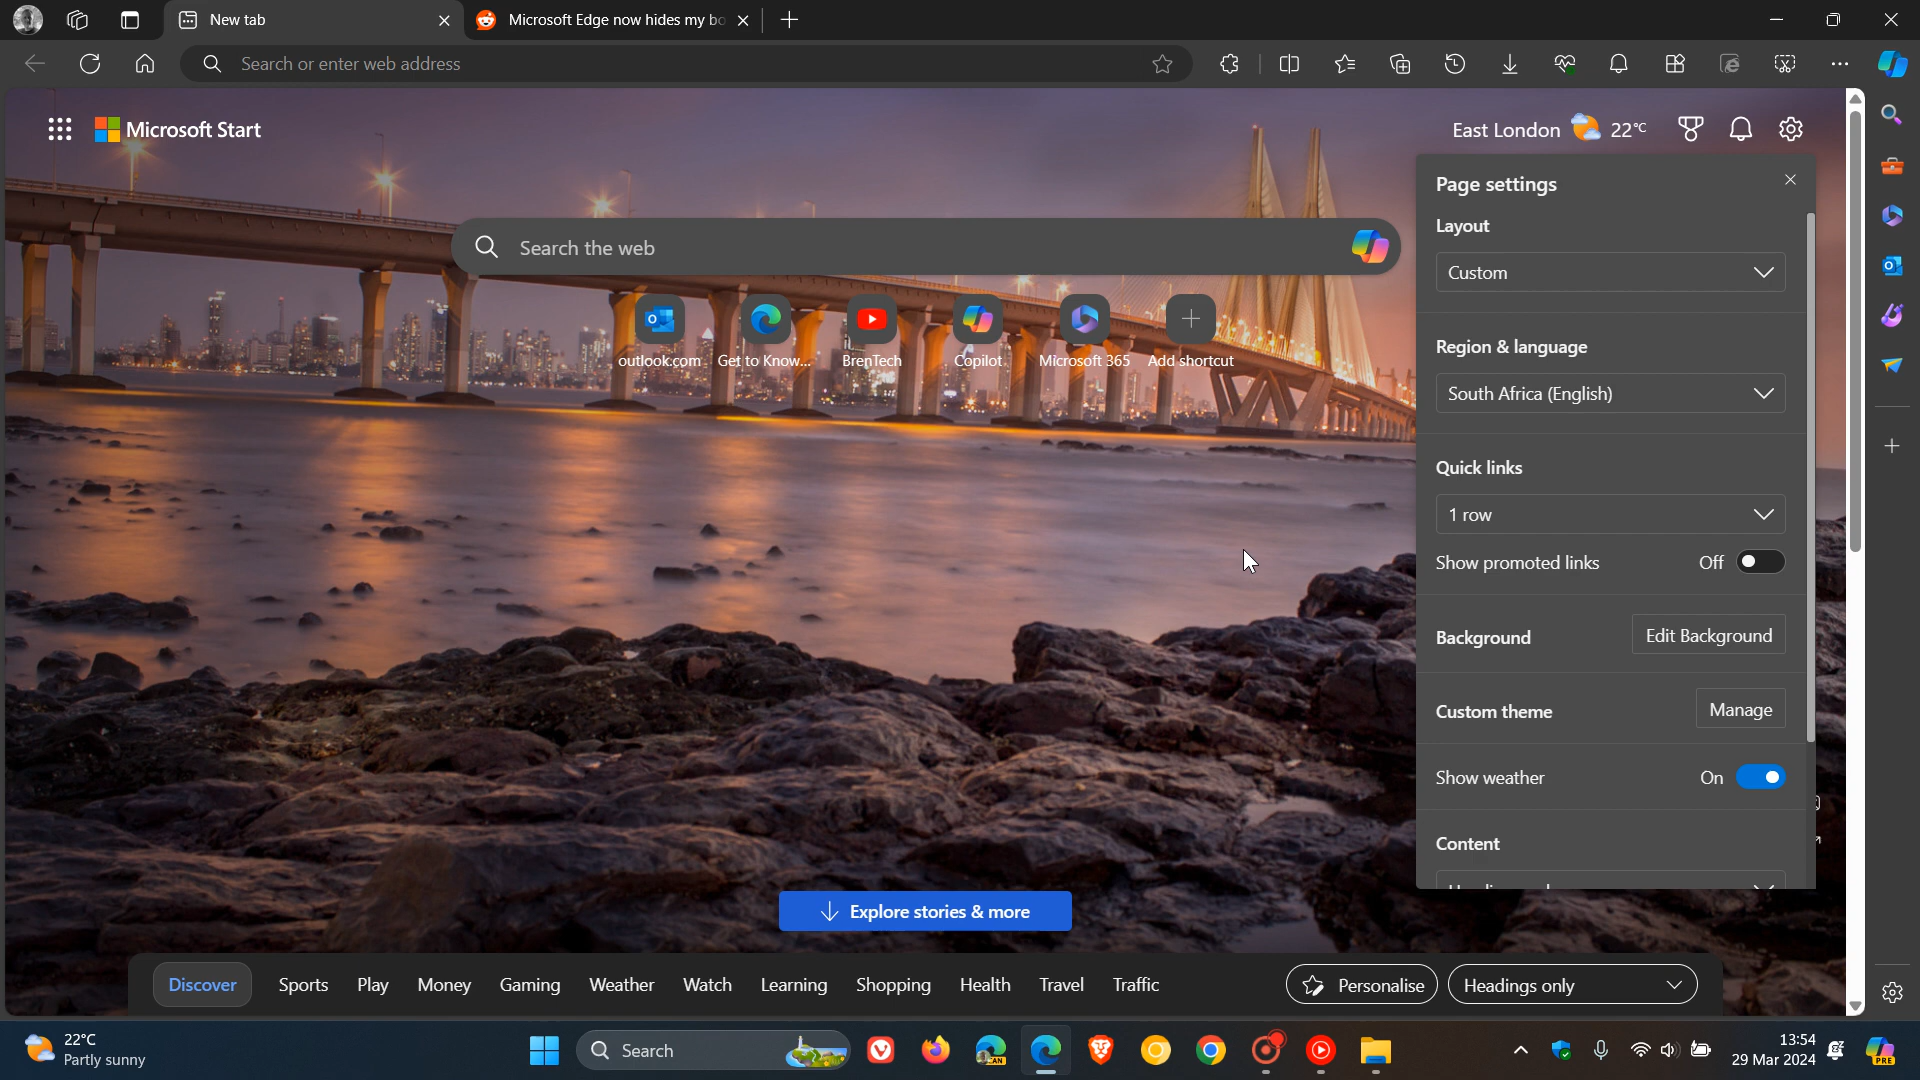 New tab
Microsoft Edge now hides my bo
Search or enter web address
Microsoft Start
East London
22°C
Page settings
Layout
Custom
Search the web
outlook.com
Get to Know...
BrenTech
Copilot
Microsoft 365
Add shortcut
Region & language
South Africa (English)
Quick links
1 row
Show promoted links
Off
Background
Edit Background
Custom theme
Manage
Show weather
On
Content
Explore stories & more
Discover
Sports
Play
Money
Gaming
Weather
Watch
Learning
Shopping
Health
Travel
Traffic
Personalise
Headings only
22°C
Partly sunny
Search
CAN
13:54
29 Mar 2024
PRE